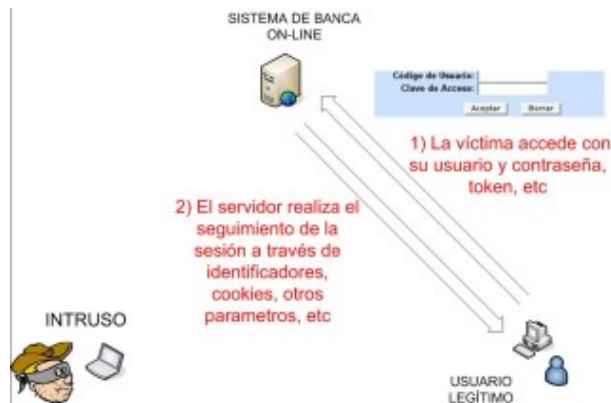 SISTEMA DE BANCA
ON-LINE
Código de Usuario:
Clave de Acceso:
Aceptar
Borrar
1) La víctima accede con
su usuario y contraseña,
token, etc
2) El servidor realiza el
seguimiento de la
sesión a través de
identificadores,
cookies, otros
parametros, etc
INTRUSO
USUARIO
LEGÍTIMO